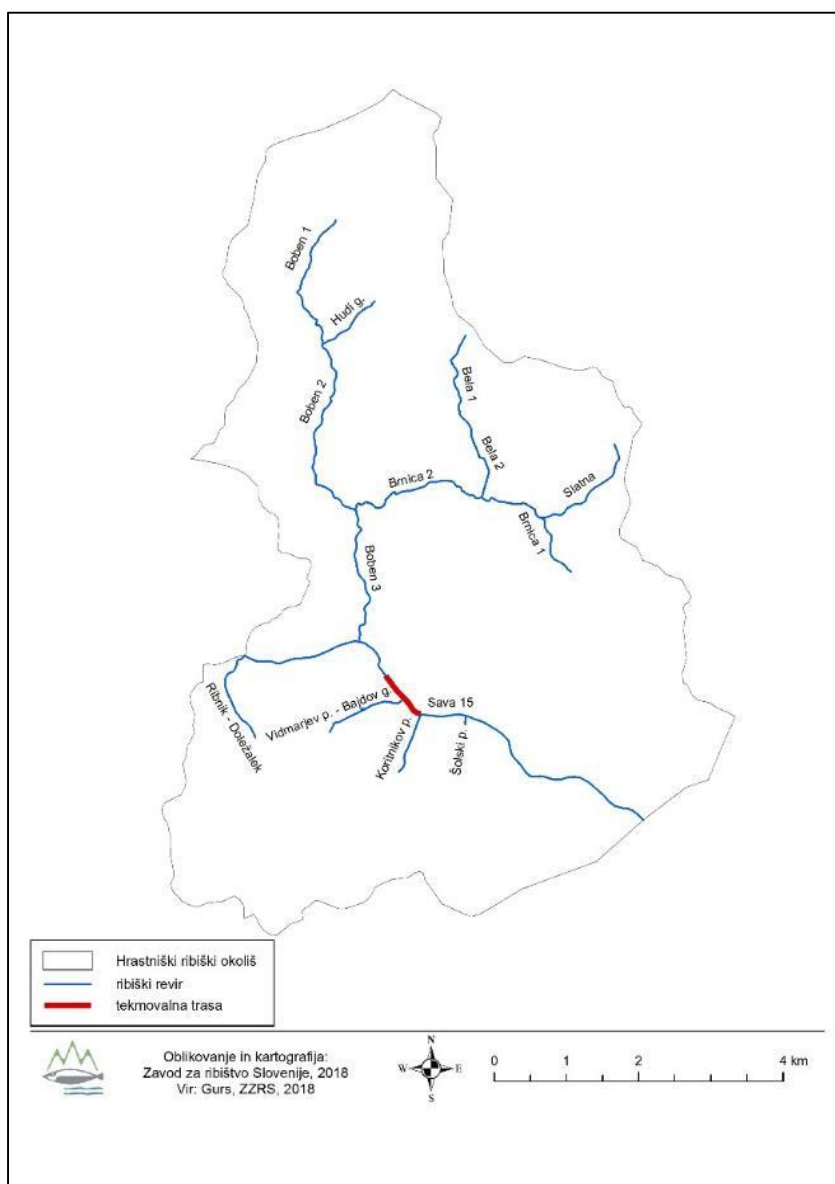 Boben 1
Hudi g.
Boben 2
Bela 1
Bela 2
Brnica 2
Slatna
Brnica 1
Boben 3
Ribnik - Doležalek
Vidmarjev p. - Bajdov g.
Sava 15
Koritnikov p.
Šolski p.
Hrastniški ribiški okoliš
ribiški revir
tekmovalna trasa
Oblikovanje in kartografija:
Zavod za ribištvo Slovenije, 2018
Vir: Gurs, ZZRS, 2018
N
W
E
S
0 1 2 4 km